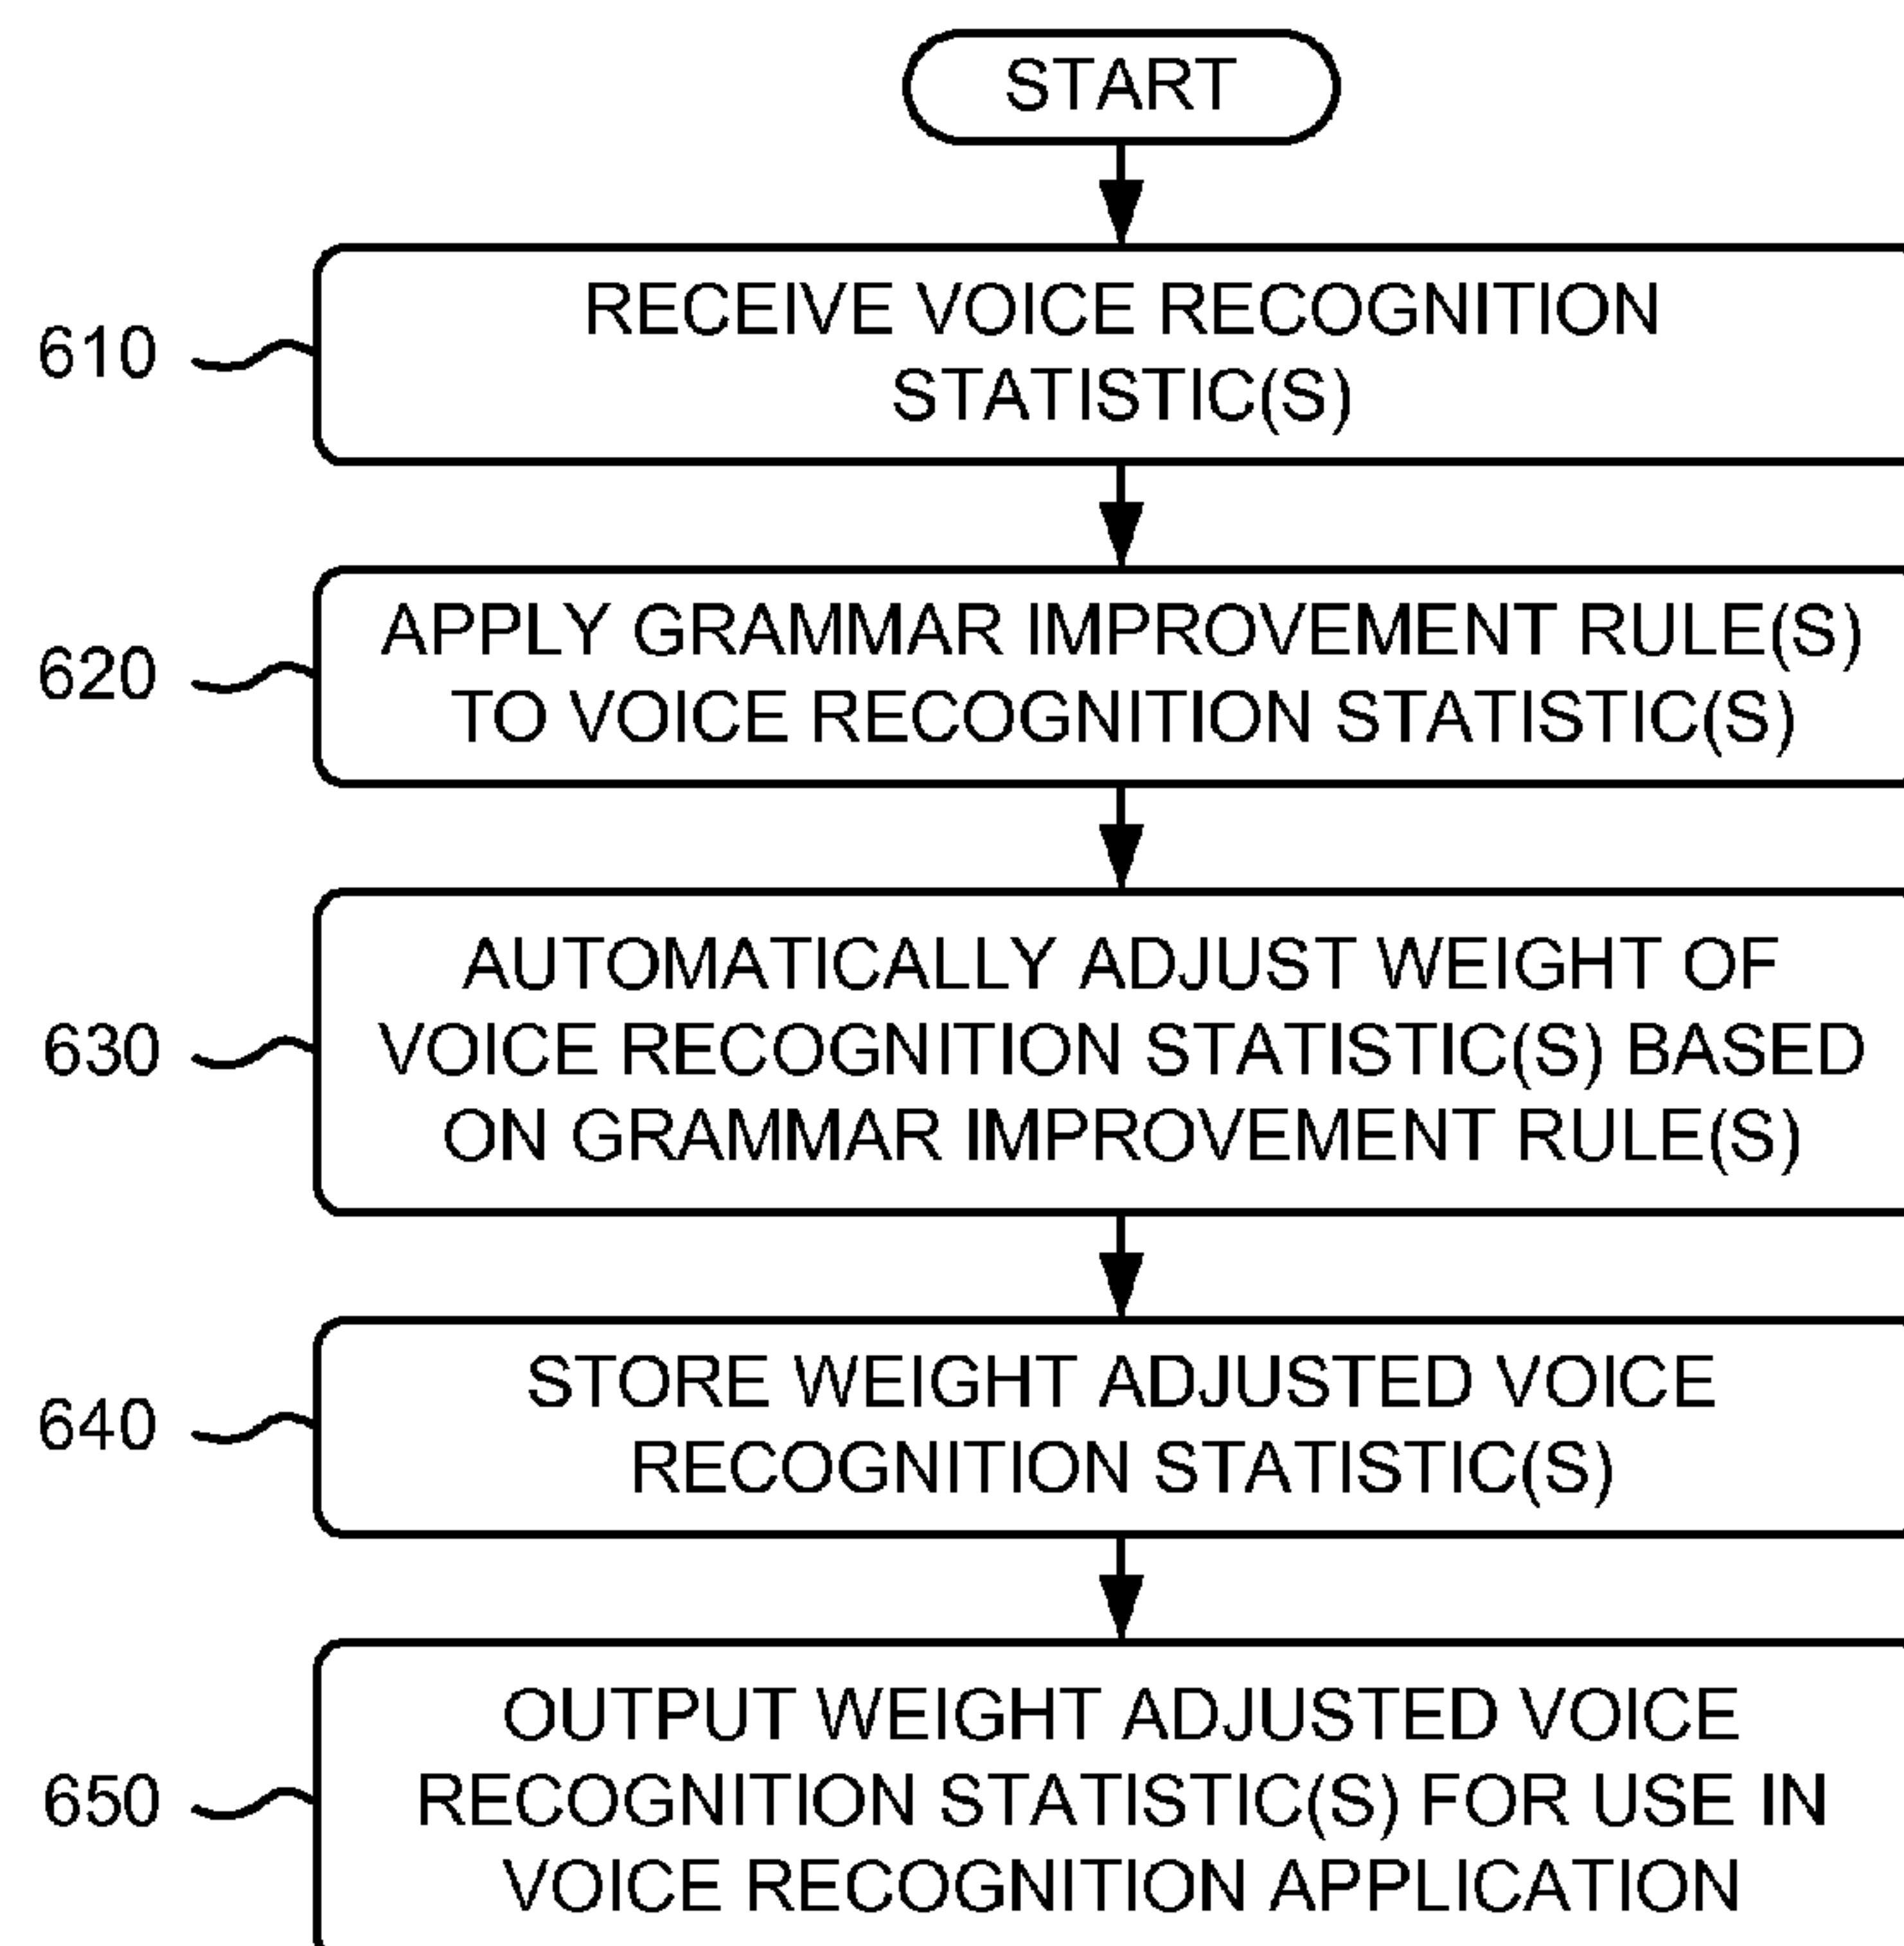 START
610
RECEIVE VOICE RECOGNITION
STATISTIC(S)
620
APPLY GRAMMAR IMPROVEMENT RULE(S)
TO VOICE RECOGNITION STATISTIC(S)
630
AUTOMATICALLY ADJUST WEIGHT OF
VOICE RECOGNITION STATISTIC(S) BASED
ON GRAMMAR IMPROVEMENT RULE(S)
640
STORE WEIGHT ADJUSTED VOICE
RECOGNITION STATISTIC(S)
650
OUTPUT WEIGHT ADJUSTED VOICE
RECOGNITION STATISTIC(S) FOR USE IN
VOICE RECOGNITION APPLICATION